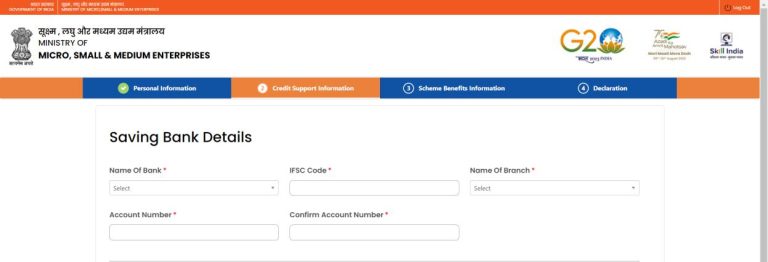 भारत सरकार
GOVERNMENT OF INDIA
सूक्ष्म, लघु और मध्यम उद्यम मंत्रालय
MINISTRY OF MICRO, SMALL & MEDIUM ENTERPRISES
Log Out
सूक्ष्म, लघु और मध्यम उद्यम मंत्रालय
MINISTRY OF
MICRO, SMALL & MEDIUM ENTERPRISES
सत्यमेव जयते
G20
भारत 2023 INDIA
Azadi Ka
Amrit Mahotsav
Skill India
कौशल भारत - कुशल भारत
Personal Information
2 Credit Support Information
3 Scheme Benefits Information
4 Declaration
Saving Bank Details
Name Of Bank *
IFSC Code *
Name Of Branch *
Select
Select
Account Number *
Confirm Account Number *